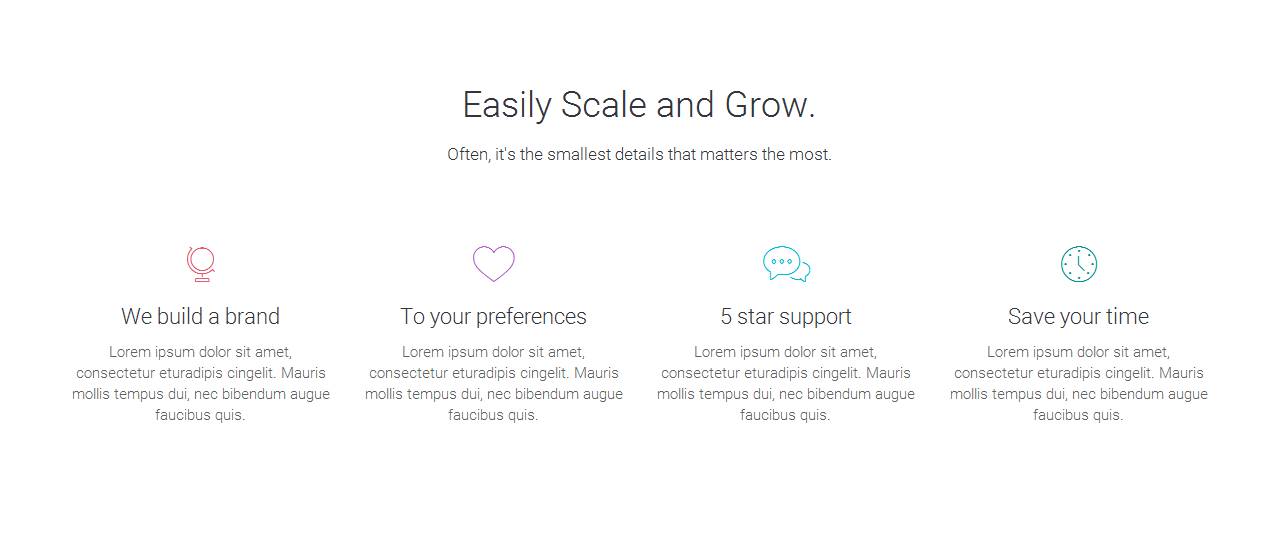 Easily Scale and Grow.
Often, it's the smallest details that matters the most.
We build a brand
Lorem ipsum dolor sit amet,
consectetur eturadipis cingelit. Mauris
mollis tempus dui, nec bibendum augue
faucibus quis.
To your preferences
Lorem ipsum dolor sit amet,
consectetur eturadipis cingelit. Mauris
mollis tempus dui, nec bibendum augue
faucibus quis.
5 star support
Lorem ipsum dolor sit amet,
consectetur eturadipis cingelit. Mauris
mollis tempus dui, nec bibendum augue
faucibus quis.
Save your time
Lorem ipsum dolor sit amet,
consectetur eturadipis cingelit. Mauris
mollis tempus dui, nec bibendum augue
faucibus quis.